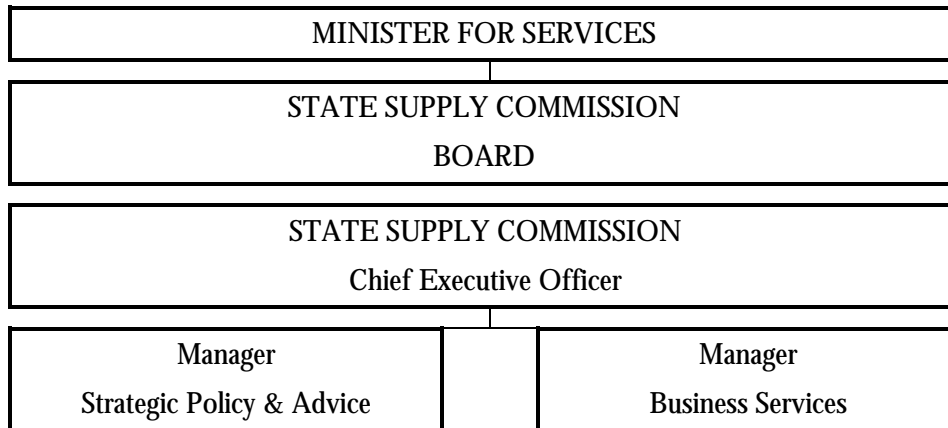 MINISTER FOR SERVICES
STATE SUPPLY COMMISSION
BOARD
STATE SUPPLY COMMISSION
Chief Executive Officer
Manager
Strategic Policy & Advice
Manager
Business Services